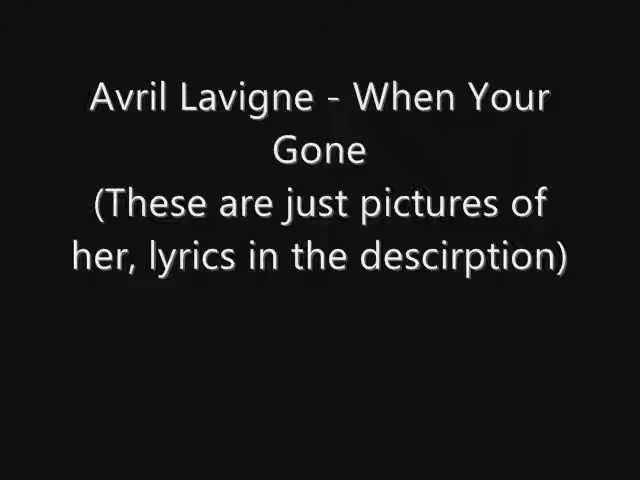 Avril Lavigne - When Your
Gone
(These are just pictures of
her, lyrics in the descirption)